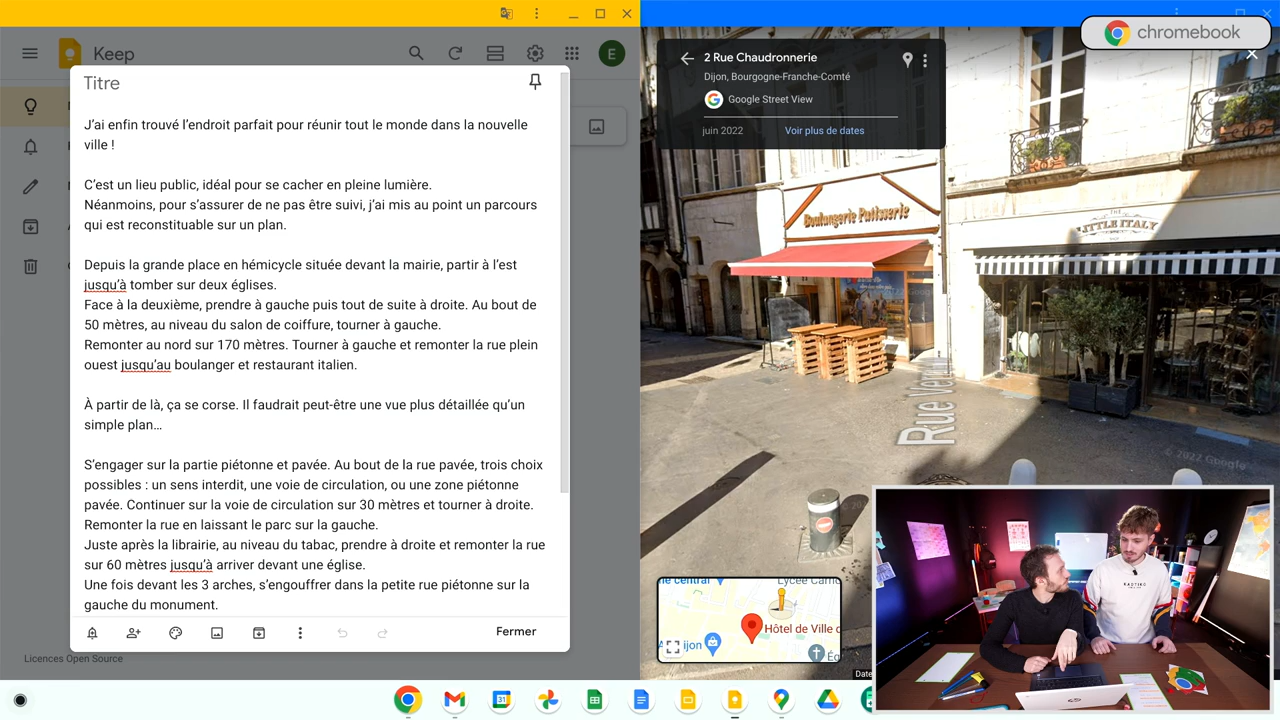 chromebook
Keep
E
Titre
J'ai enfin trouvé l'endroit parfait pour réunir tout le monde dans la nouvelle
ville !
C'est un lieu public, idéal pour se cacher en pleine lumière.
Néanmoins, pour s'assurer de ne pas être suivi, j'ai mis au point un parcours
qui est reconstituable sur un plan.
Depuis la grande place en hémicycle située devant la mairie, partir à l'est
jusqu'à tomber sur deux églises.
Face à la deuxième, prendre à gauche puis tout de suite à droite. Au bout de
50 mètres, au niveau du salon de coiffure, tourner à gauche.
Remonter au nord sur 170 mètres. Tourner à gauche et remonter la rue plein
ouest jusqu'au boulanger et restaurant italien.
À partir de là, ça se corse. Il faudrait peut-être une vue plus détaillée qu'un
simple plan…
S'engager sur la partie piétonne et pavée. Au bout de la rue pavée, trois choix
possibles : un sens interdit, une voie de circulation, ou une zone piétonne
pavée. Continuer sur la voie de circulation sur 30 mètres et tourner à droite.
Remonter la rue en laissant le parc sur la gauche.
Juste après la librairie, au niveau du tabac, prendre à droite et remonter la rue
sur 60 mètres jusqu'à arriver devant une église.
Une fois devant les 3 arches, s'engouffrer dans la petite rue piétonne sur la
gauche du monument.
Fermer
Licences Open Source
2 Rue Chaudronnerie
Dijon, Bourgogne-Franche-Comté
Google Street View
juin 2022
Voir plus de dates
Boulangerie Patisserie
THE
LITTLE ITALY
Rue Verr
© 2022 Google
Hôtel de Ville d
Date
31